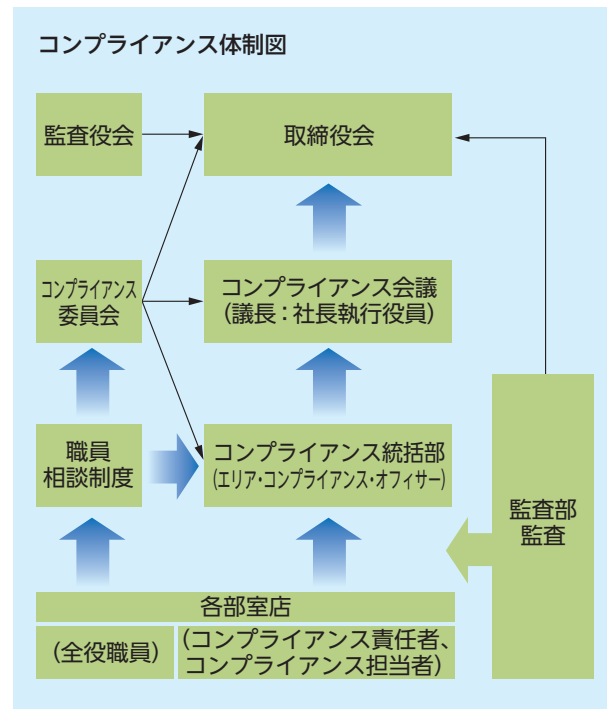 コンプライアンス体制図
監査役会
取締役会
コンプライアンス
委員会
コンプライアンス会議
(議長：社長執行役員)
職員
相談制度
コンプライアンス統括部
(エリア・コンプライアンス・オフィサー)
監査部
監査
各部室店
(全役職員)
(コンプライアンス責任者、
コンプライアンス担当者)